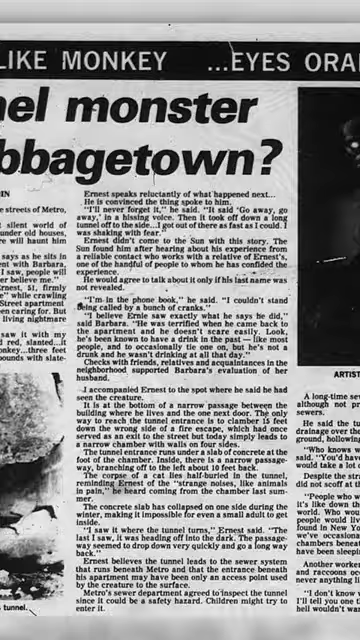 LIKE MONKEY ...EYES ORA
nel monster
bbagetown?
IN
e streets of Metro,
t silent world of
under old houses,
re will haunt him
says as he sits in
ent with Barbara,
I saw, people will
er believe me."
Ernest, 51, firmly
e" while crawling
Street apartment
een caring for. But
living nightmare
saw it with my
d red, slanted...it
onkey...three feet
pounds with slate-
s tunnel.
Ernest speaks reluctantly of what happened next...
He is convinced the thing spoke to him.
"I'll never forget it," he said. "It said 'Go away, go
away,' in a hissing voice. Then it took off down a long
tunnel off to the side...I got out of there as fast as I could. I
was shaking with fear."
Ernest didn't come to the Sun with this story. The
Sun found him after hearing about his experience from
a reliable contact who works with a relative of Ernest's,
one of the handful of people to whom he has confided the
experience.
He would agree to talk about it only if his last name was
not revealed.
"I'm in the phone book," he said. "I couldn't stand
being called by a bunch of cranks."
"I believe Ernie saw exactly what he says he did,"
said Barbara. "He was terrified when he came back to
the apartment and he doesn't scare easily. Look,
he's been known to have a drink in the past — like most
people, and to occasionally tie one on, but he's not a
drunk and he wasn't drinking at all that day."
Checks with friends, relatives and acquaintances in the
neighborhood supported Barbara's evaluation of her
husband.
I accompanied Ernest to the spot where he said he had
seen the creature.
It is at the bottom of a narrow passage between the
building where he lives and the one next door. The only
way to reach the tunnel entrance is to clamber 15 feet
down the wrong side of a fire escape, which had once
served as an exit to the street but today simply leads to
a narrow chamber with walls on four sides.
The tunnel entrance runs under a slab of concrete at the
foot of the chamber. Inside, there is a narrow passage-
way, branching off to the left about 10 feet back.
The corpse of a cat lies half-buried in the tunnel,
reminding Ernest of the "strange noises, like animals
in pain," he heard coming from the chamber last sum-
mer.
The concrete slab has collapsed on one side during the
winter, making it impossible for even a small adult to get
inside.
"I saw it where the tunnel turns," Ernest said. "The
last I saw, it was heading off into the dark. The passage-
way seemed to drop down very quickly and go a long way
back."
Ernest believes the tunnel leads to the sewer system
that runs beneath Metro and that the entrance beneath
his apartment may have been only an access point used
by the creature to the surface.
Metro's sewer department agreed to inspect the tunnel
since it could be a safety hazard. Children might try to
enter it.
ARTIST
A long-time sew
although not pr
sewers.
He said the tu
drainage over the
ground, hollowing
"Who knows w
said. "You'd have
would take a lot o
Despite the stra
did not scoff at th
"People who w
it's like down the
world. Who woul
people would liv
found in New Yor
we've occasional
chambers beneath
have been sleepin
Another worker
and raccoons occ
never anything li
"I don't know w
I'll tell you one t
hell wouldn't wan